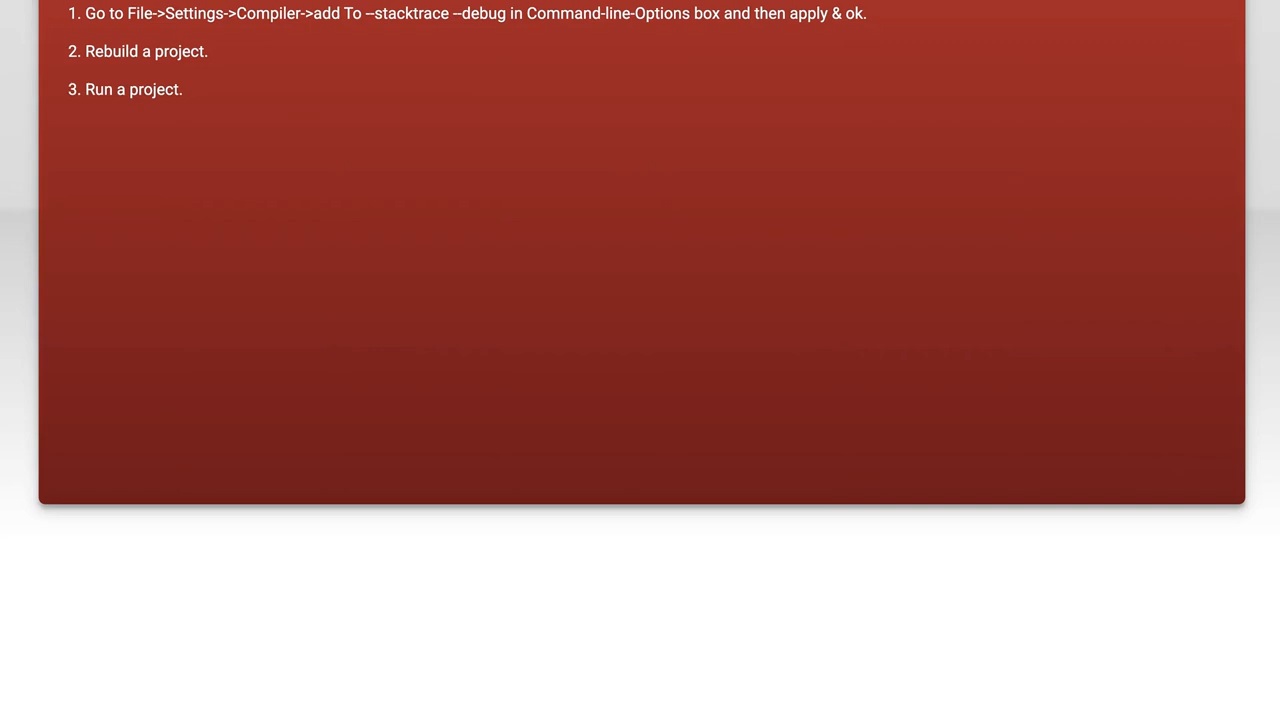 1. Go to File->Settings->Compiler->add To --stacktrace --debug in Command-line-Options box and then apply & ok.
2. Rebuild a project.
3. Run a project.